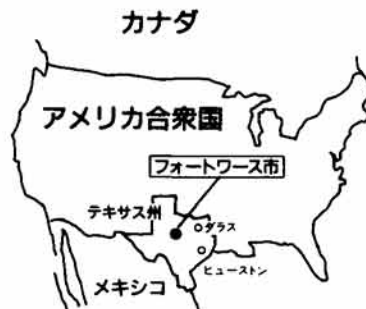 カナダ
アメリカ合衆国
フォートワース市
テキサス州
ダラス
ヒューストン
メキシコ